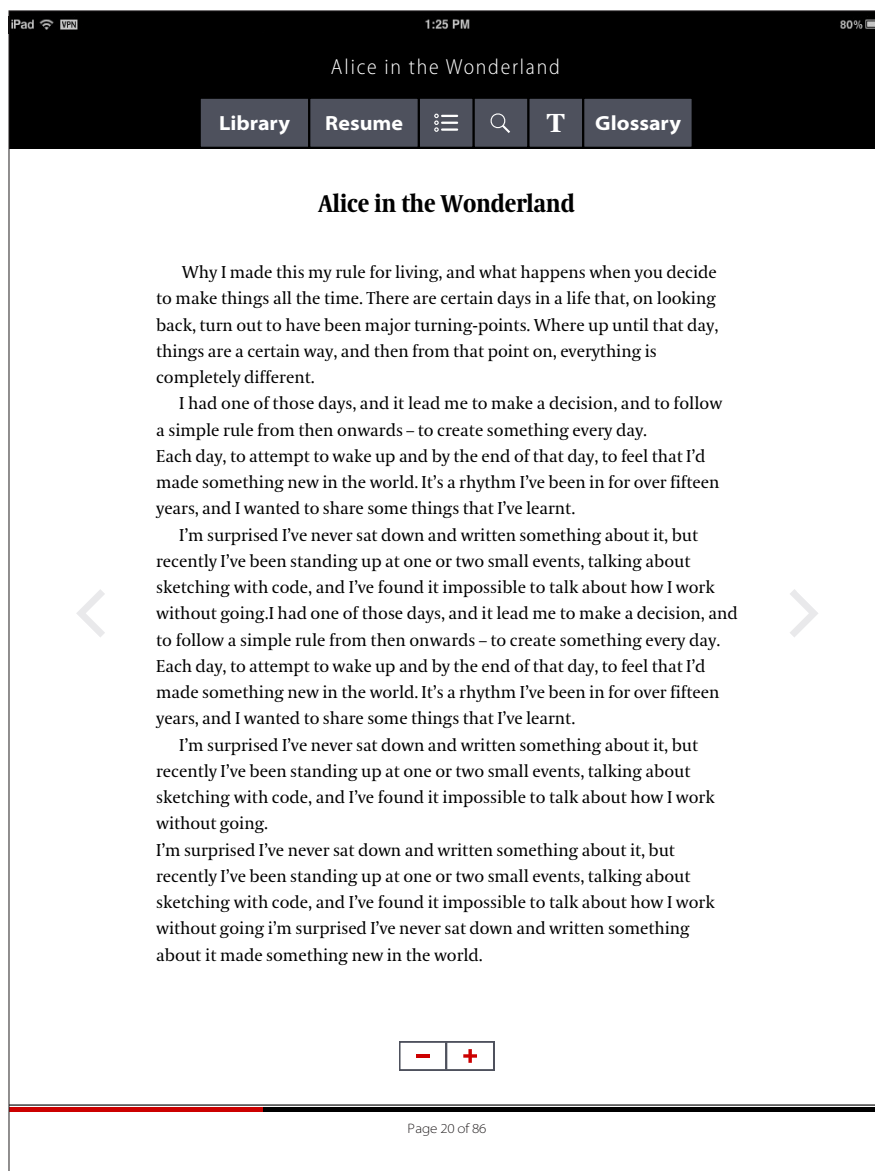 iPad VPN 1:25 PM 80%
Alice in the Wonderland
Library Resume T Glossary
Alice in the Wonderland
Why I made this my rule for living, and what happens when you decide
to make things all the time. There are certain days in a life that, on looking
back, turn out to have been major turning-points. Where up until that day,
things are a certain way, and then from that point on, everything is
completely different.
I had one of those days, and it lead me to make a decision, and to follow
a simple rule from then onwards – to create something every day.
Each day, to attempt to wake up and by the end of that day, to feel that I’d
made something new in the world. It’s a rhythm I’ve been in for over fifteen
years, and I wanted to share some things that I’ve learnt.
I’m surprised I’ve never sat down and written something about it, but
recently I’ve been standing up at one or two small events, talking about
sketching with code, and I’ve found it impossible to talk about how I work
without going.I had one of those days, and it lead me to make a decision, and
to follow a simple rule from then onwards – to create something every day.
Each day, to attempt to wake up and by the end of that day, to feel that I’d
made something new in the world. It’s a rhythm I’ve been in for over fifteen
years, and I wanted to share some things that I’ve learnt.
I’m surprised I’ve never sat down and written something about it, but
recently I’ve been standing up at one or two small events, talking about
sketching with code, and I’ve found it impossible to talk about how I work
without going.
I’m surprised I’ve never sat down and written something about it, but
recently I’ve been standing up at one or two small events, talking about
sketching with code, and I’ve found it impossible to talk about how I work
without going i’m surprised I’ve never sat down and written something
about it made something new in the world.
− +
Page 20 of 86